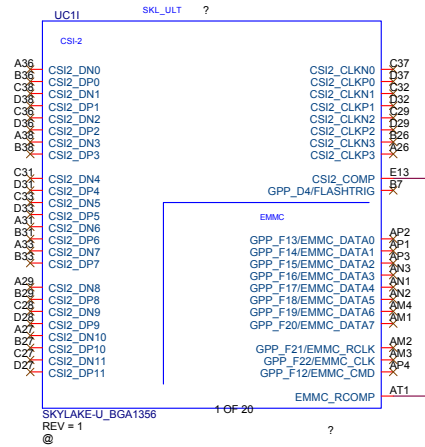 SKL_ULT ?
UC1I
CSI-2
A36 CSI2_DN0 CSI2_CLKN0 C37
B36 CSI2_DP0 CSI2_CLKP0 D37
C38 CSI2_DN1 CSI2_CLKN1 C32
D38 CSI2_DP1 CSI2_CLKP1 D32
C36 CSI2_DN2 CSI2_CLKN2 C29
D36 CSI2_DP2 CSI2_CLKP2 D29
A38 CSI2_DN3 CSI2_CLKN3 B26
B38 CSI2_DP3 CSI2_CLKP3 A26
C31 CSI2_DN4 CSI2_COMP E13
D31 CSI2_DP4 GPP_D4/FLASHTRIG B7
C33 CSI2_DN5
D33 CSI2_DP5 EMMC
A31 CSI2_DN6
B31 CSI2_DP6 GPP_F13/EMMC_DATA0 AP2
A33 CSI2_DN7 GPP_F14/EMMC_DATA1 AP1
B33 CSI2_DP7 GPP_F15/EMMC_DATA2 AP3
GPP_F16/EMMC_DATA3 AN3
A29 CSI2_DN8 GPP_F17/EMMC_DATA4 AN1
B29 CSI2_DP8 GPP_F18/EMMC_DATA5 AN2
C28 CSI2_DN9 GPP_F19/EMMC_DATA6 AM4
D28 CSI2_DP9 GPP_F20/EMMC_DATA7 AM1
A27 CSI2_DN10
B27 CSI2_DP10 GPP_F21/EMMC_RCLK AM2
C27 CSI2_DN11 GPP_F22/EMMC_CLK AM3
D27 CSI2_DP11 GPP_F12/EMMC_CMD AP4
EMMC_RCOMP AT1
1 OF 20
SKYLAKE-U_BGA1356
REV = 1 ?
@